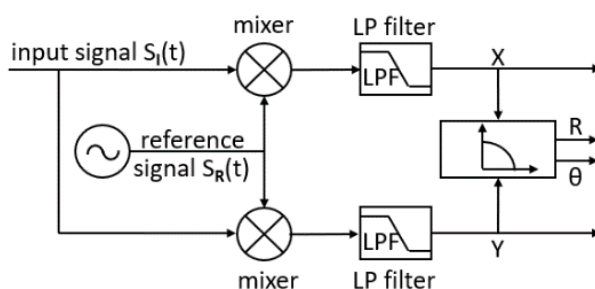 mixer
LP filter
input signal S_I(t)
LPF
X
reference
signal S_R(t)
R
θ
LPF
Y
mixer
LP filter